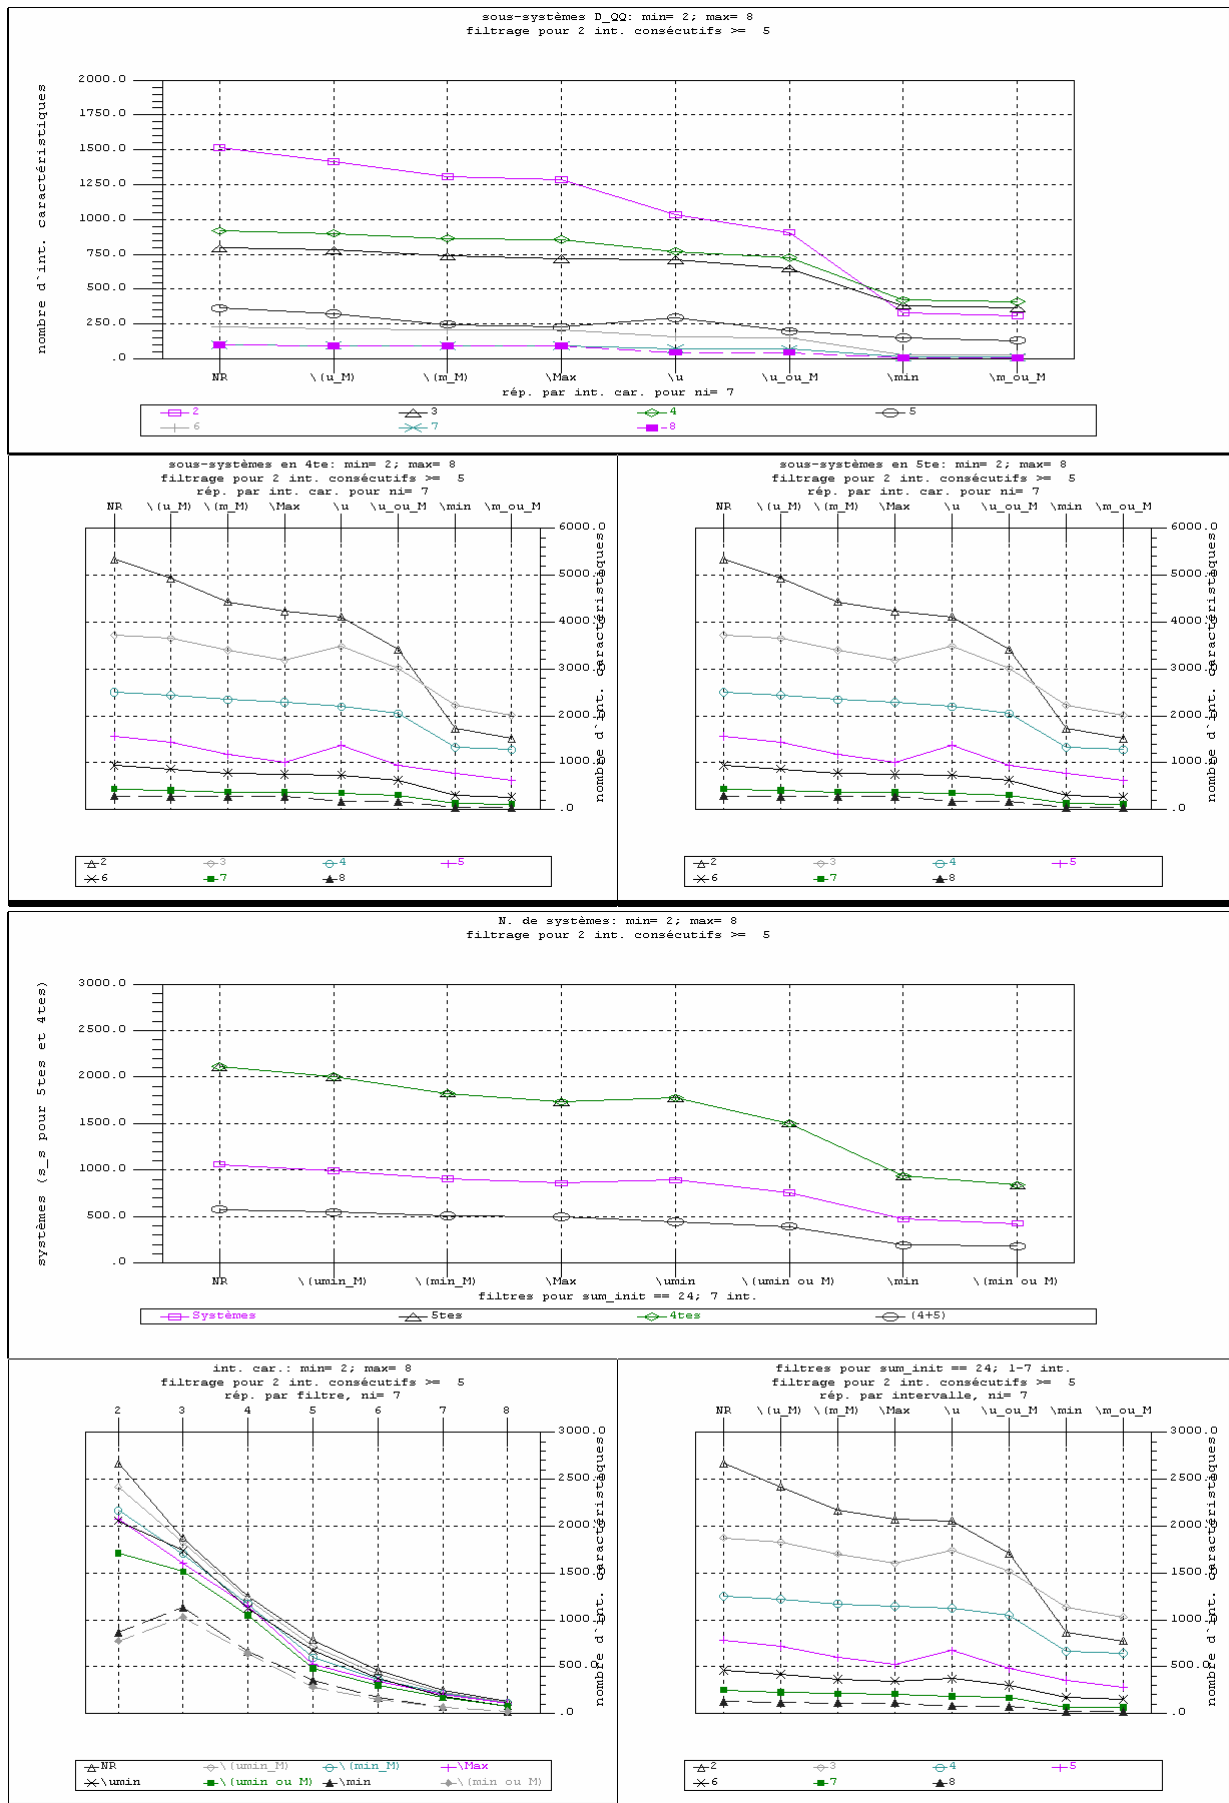 sous-systèmes D_QQ: min= 2; max= 8
filtrage pour 2 int. consécutifs >= 5
nombre d`int. caractéristiques
2000.0
1750.0
1500.0
1250.0
1000.0
750.0
500.0
250.0
.0
NR \(u_M) \(m_M) \Max \u \u_ou_M \min \m_ou_M
rép. par int. car. pour ni= 7
2 3 4 5
6 7 8
sous-systèmes en 4te: min= 2; max= 8
filtrage pour 2 int. consécutifs >= 5
rép. par int. car. pour ni= 7
NR \(u_M) \(m_M) \Max \u \u_ou_M \min \m_ou_M
6000.0
5000.0
4000.0
3000.0
2000.0
1000.0
.0
nombre d`int. caractéristiques
2 3 4 5
6 7 8
sous-systèmes en 5te: min= 2; max= 8
filtrage pour 2 int. consécutifs >= 5
rép. par int. car. pour ni= 7
NR \(u_M) \(m_M) \Max \u \u_ou_M \min \m_ou_M
6000.0
5000.0
4000.0
3000.0
2000.0
1000.0
.0
nombre d`int. caractéristiques
2 3 4 5
6 7 8
N. de systèmes: min= 2; max= 8
filtrage pour 2 int. consécutifs >= 5
systèmes (s_s pour 5tes et 4tes)
3000.0
2500.0
2000.0
1500.0
1000.0
500.0
.0
NR \(umin_M) \(min_M) \Max \umin \(umin ou M) \min \(min ou M)
filtres pour sum_init == 24; 7 int.
Systèmes 5tes 4tes (4+5)
int. car.: min= 2; max= 8
filtrage pour 2 int. consécutifs >= 5
rép. par filtre, ni= 7
2 3 4 5 6 7 8
3000.0
2500.0
2000.0
1500.0
1000.0
500.0
.0
nombre d`int. caractéristiques
NR \(umin_M) \(min_M) \Max
\umin \(umin ou M) \min \(min ou M)
filtres pour sum_init == 24; 1-7 int.
filtrage pour 2 int. consécutifs >= 5
rép. par intervalle, ni= 7
NR \(u_M) \(m_M) \Max \u \u_ou_M \min \m_ou_M
3000.0
2500.0
2000.0
1500.0
1000.0
500.0
.0
nombre d`int. caractéristiques
2 3 4 5
6 7 8